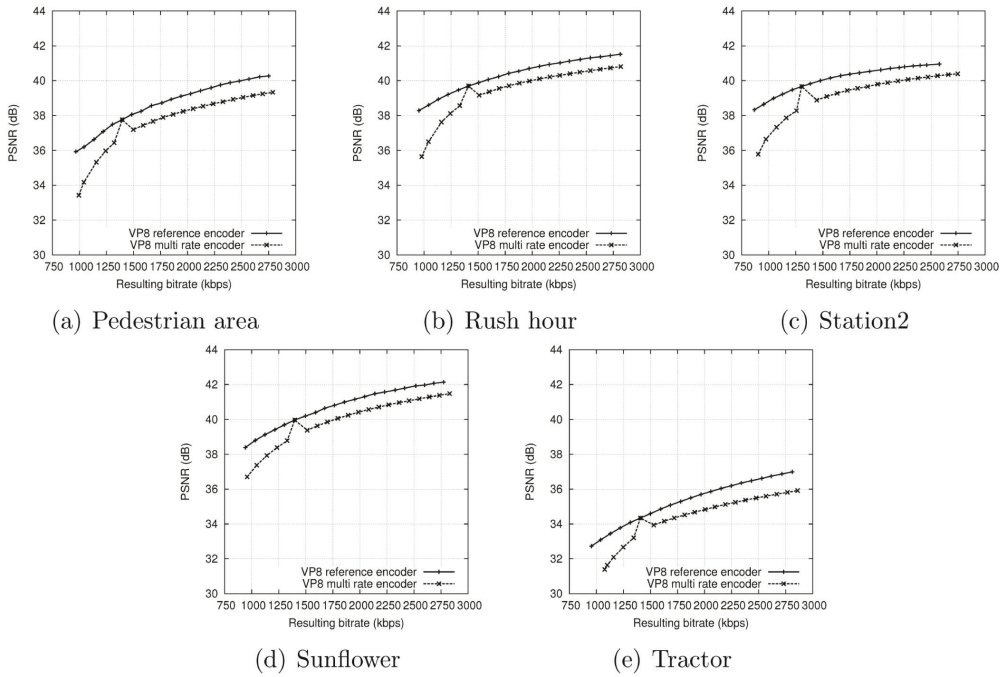 44
42
40
38
36
34
32
30
PSNR (dB)
VP8 reference encoder
VP8 multi rate encoder
750 1000 1250 1500 1750 2000 2250 2500 2750 3000
Resulting bitrate (kbps)
(a) Pedestrian area
44
42
40
38
36
34
32
30
PSNR (dB)
VP8 reference encoder
VP8 multi rate encoder
750 1000 1250 1500 1750 2000 2250 2500 2750 3000
Resulting bitrate (kbps)
(b) Rush hour
44
42
40
38
36
34
32
30
PSNR (dB)
VP8 reference encoder
VP8 multi rate encoder
750 1000 1250 1500 1750 2000 2250 2500 2750 3000
Resulting bitrate (kbps)
(c) Station2
44
42
40
38
36
34
32
30
PSNR (dB)
VP8 reference encoder
VP8 multi rate encoder
750 1000 1250 1500 1750 2000 2250 2500 2750 3000
Resulting bitrate (kbps)
(d) Sunflower
44
42
40
38
36
34
32
30
PSNR (dB)
VP8 reference encoder
VP8 multi rate encoder
750 1000 1250 1500 1750 2000 2250 2500 2750 3000
Resulting bitrate (kbps)
(e) Tractor